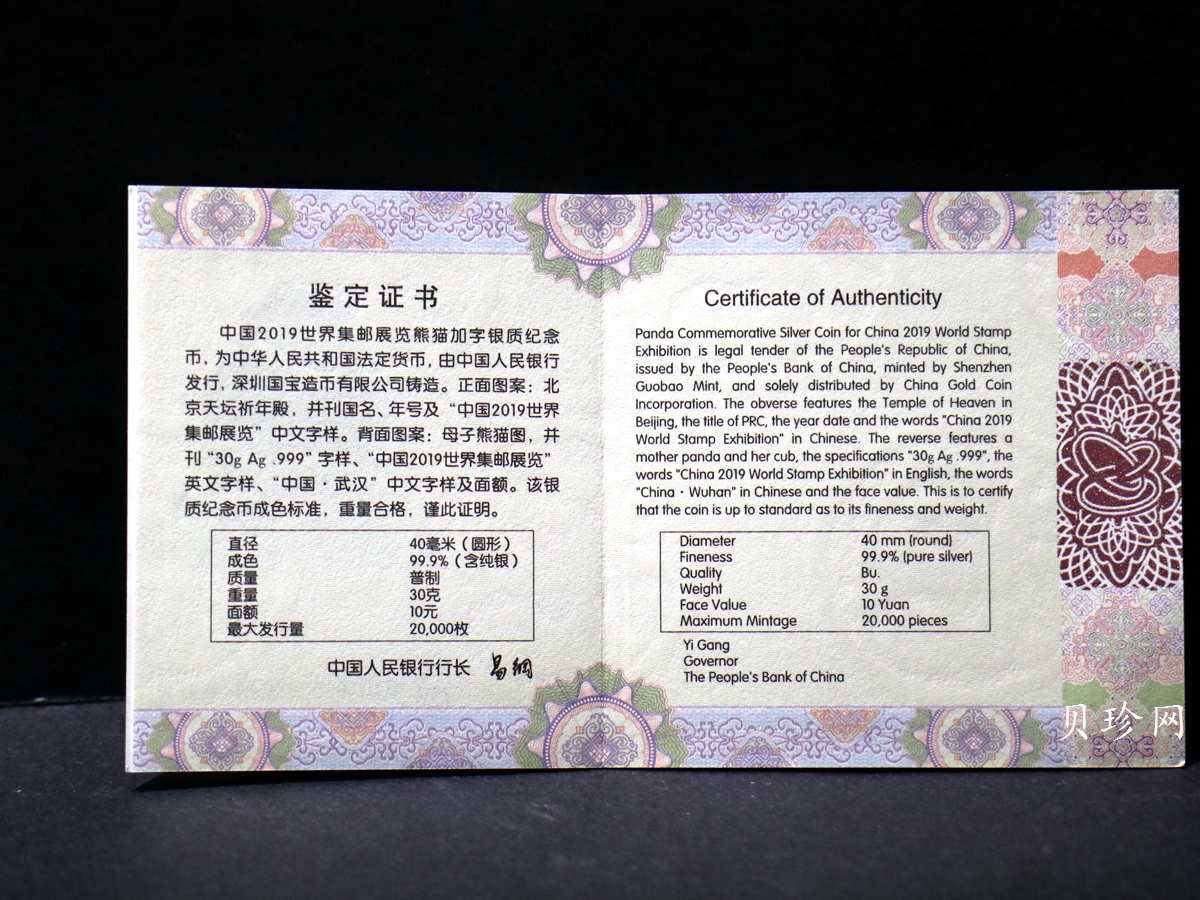 鉴定证书
中国2019世界集邮展览熊猫加字银质纪念
币，为中华人民共和国法定货币，由中国人民银行
发行，深圳国宝造币有限公司铸造。正面图案：北
京天坛祈年殿，并刊国名、年号及“中国2019世界
集邮展览”中文字样。背面图案：母子熊猫图，并
刊“30g Ag .999”字样、“中国2019世界集邮展览”
英文字样、“中国·武汉”中文字样及面额。该银
质纪念币成色标准，重量合格，谨此证明。
直径 40毫米（圆形）
成色 99.9%（含纯银）
质量 普制
重量 30克
面额 10元
最大发行量 20,000枚
中国人民银行行长 易纲
Certificate of Authenticity
Panda Commemorative Silver Coin for China 2019 World Stamp
Exhibition is legal tender of the People's Republic of China,
issued by the People's Bank of China, minted by Shenzhen
Guobao Mint, and solely distributed by China Gold Coin
Incorporation. The obverse features the Temple of Heaven in
Beijing, the title of PRC, the year date and the words "China 2019
World Stamp Exhibition" in Chinese. The reverse features a
mother panda and her cub, the specifications "30g Ag .999", the
words "China 2019 World Stamp Exhibition" in English, the words
"China · Wuhan" in Chinese and the face value. This is to certify
that the coin is up to standard as to its fineness and weight.
Diameter 40 mm (round)
Fineness 99.9% (pure silver)
Quality Bu.
Weight 30 g
Face Value 10 Yuan
Maximum Mintage 20,000 pieces
Yi Gang
Governor
The People's Bank of China
贝珍网